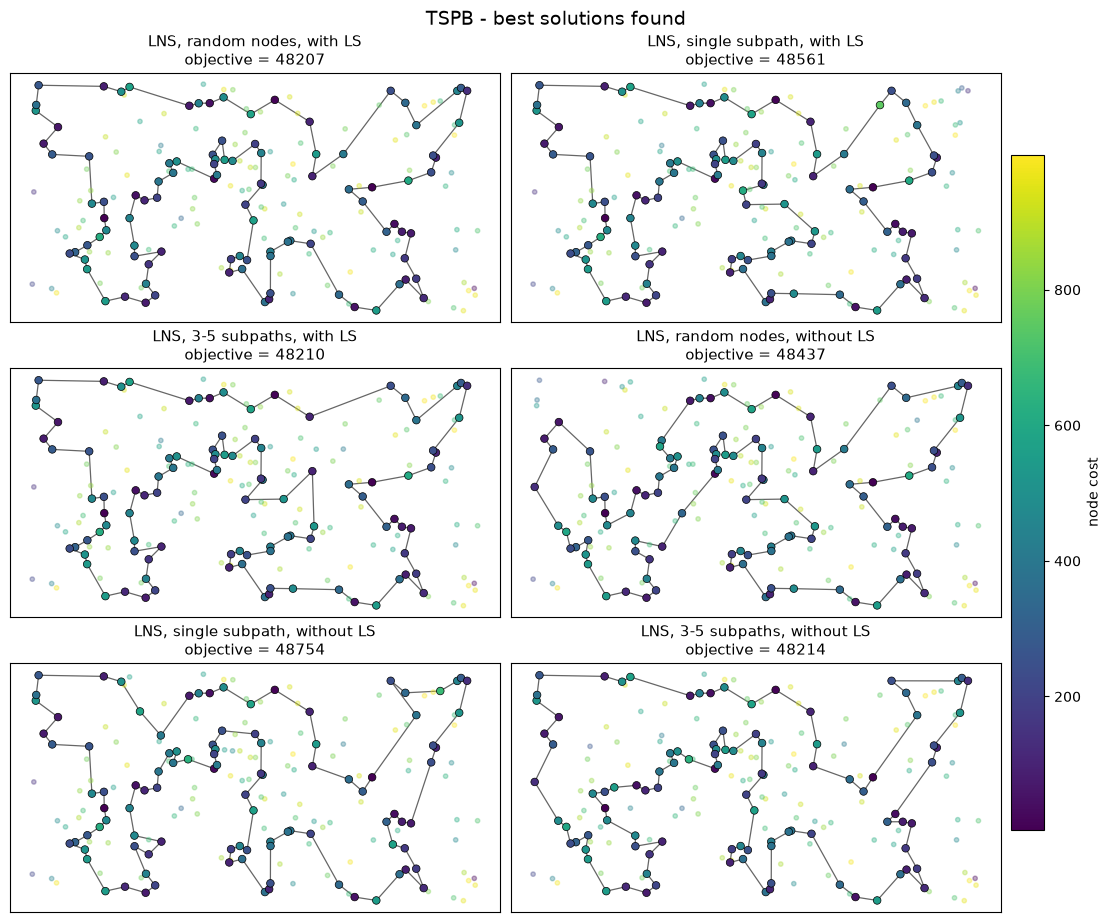 TSPB - best solutions found
LNS, random nodes, with LS
objective = 48207
LNS, single subpath, with LS
objective = 48561
LNS, 3-5 subpaths, with LS
objective = 48210
LNS, random nodes, without LS
objective = 48437
LNS, single subpath, without LS
objective = 48754
LNS, 3-5 subpaths, without LS
objective = 48214
800
600
400
200
node cost